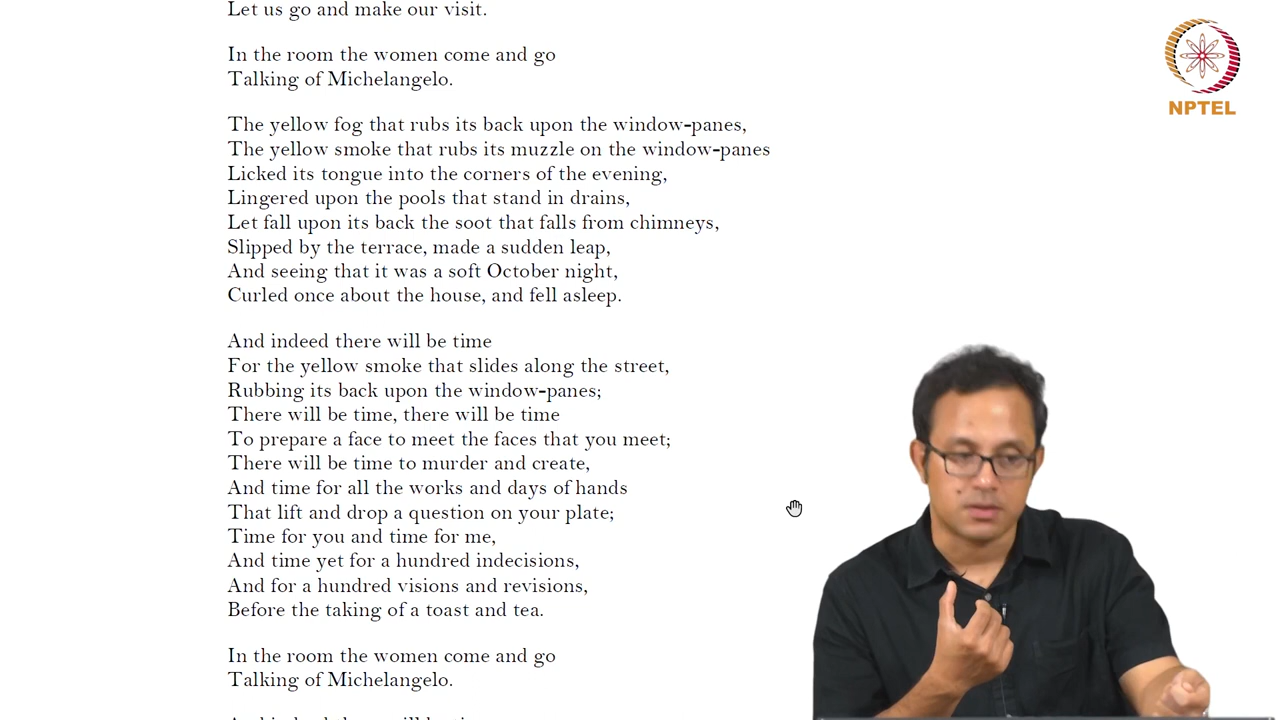 Let us go and make our visit.
In the room the women come and go
Talking of Michelangelo.
The yellow fog that rubs its back upon the window-panes,
The yellow smoke that rubs its muzzle on the window-panes
Licked its tongue into the corners of the evening,
Lingered upon the pools that stand in drains,
Let fall upon its back the soot that falls from chimneys,
Slipped by the terrace, made a sudden leap,
And seeing that it was a soft October night,
Curled once about the house, and fell asleep.
And indeed there will be time
For the yellow smoke that slides along the street,
Rubbing its back upon the window-panes;
There will be time, there will be time
To prepare a face to meet the faces that you meet;
There will be time to murder and create,
And time for all the works and days of hands
That lift and drop a question on your plate;
Time for you and time for me,
And time yet for a hundred indecisions,
And for a hundred visions and revisions,
Before the taking of a toast and tea.
In the room the women come and go
Talking of Michelangelo.
NPTEL